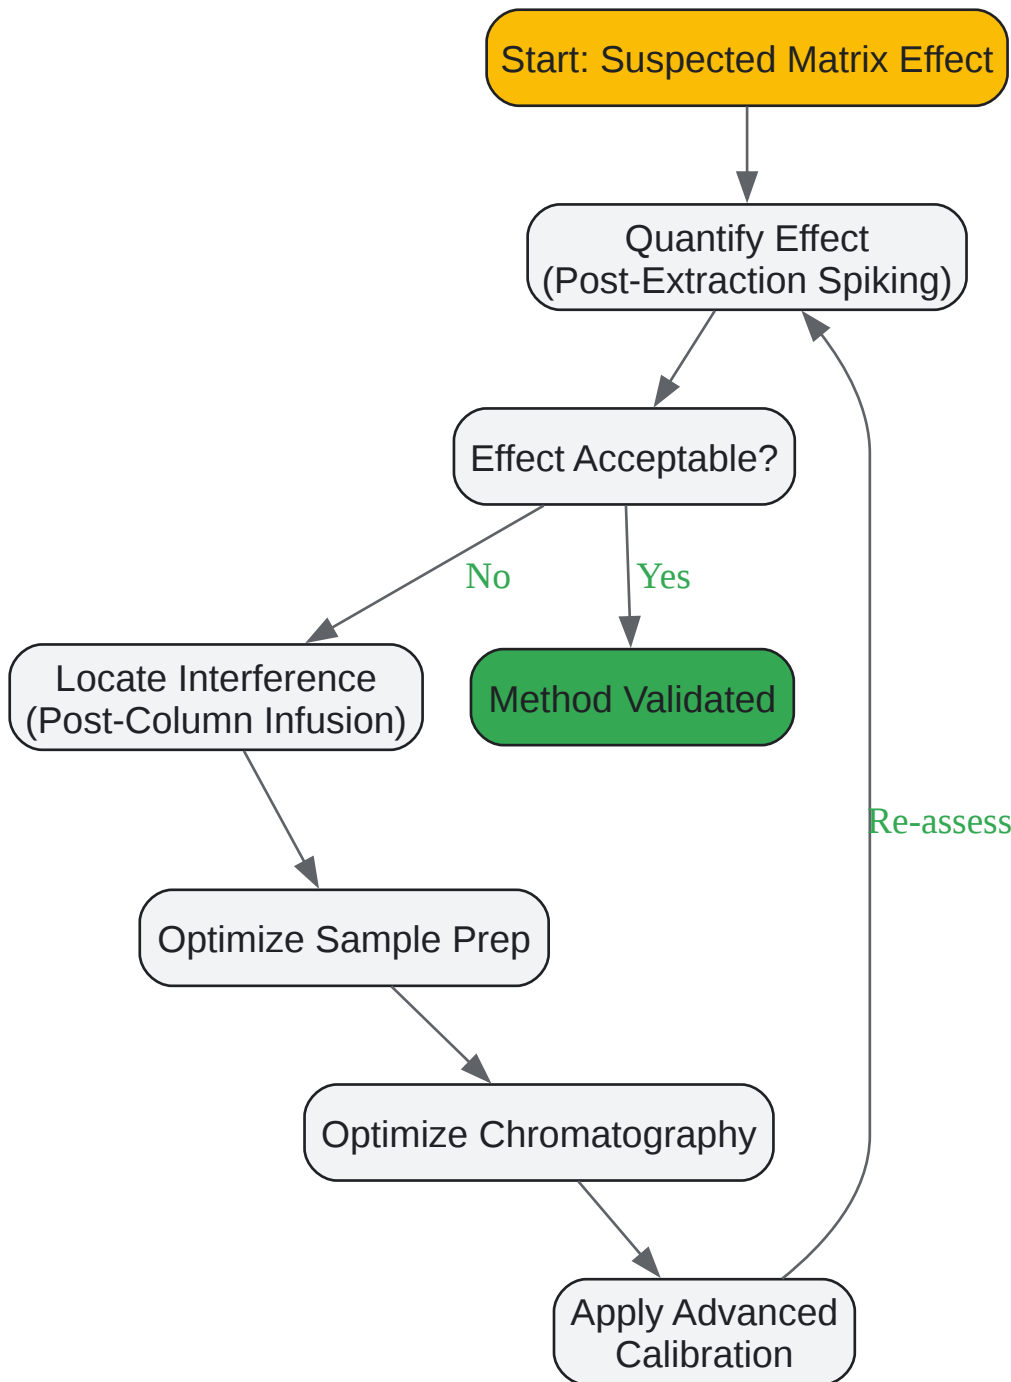 Start: Suspected Matrix Effect
Quantify Effect
(Post-Extraction Spiking)
Effect Acceptable?
No
Yes
Locate Interference
(Post-Column Infusion)
Method Validated
Re-assess
Optimize Sample Prep
Optimize Chromatography
Apply Advanced
Calibration